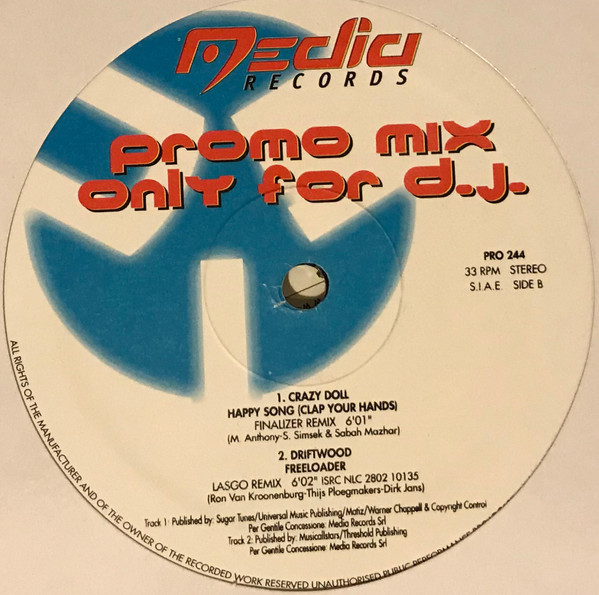 Media
RECORDS
promo mix
only for d.j.
PRO 244
33 RPM STEREO
S.I.A.E. SIDE B
1. CRAZY DOLL
HAPPY SONG (CLAP YOUR HANDS)
FINALIZER REMIX 6'01"
(M. Anthony-S. Simsek & Sabah Mazhar)
2. DRIFTWOOD
FREELOADER
LASGO REMIX 6'02" ISRC NLC 2802 10135
(Ron Van Kroonenburg-Thijs Ploegmakers-Dirk Jans)
Track 1: Published by: Sugar Tunes/Universal Music Publishing/Matiz/Warner Chappell & Copyright Control
Per Gentile Concessione: Media Records Srl
Track 2: Published by: Musicallstars/Threshold Publishing
Per Gentile Concessione: Media Records Srl
ALL RIGHTS OF THE MANUFACTURER AND OF THE OWNER OF THE RECORDED WORK RESERVED UNAUTHORISED PUBLIC PERFORMANCE